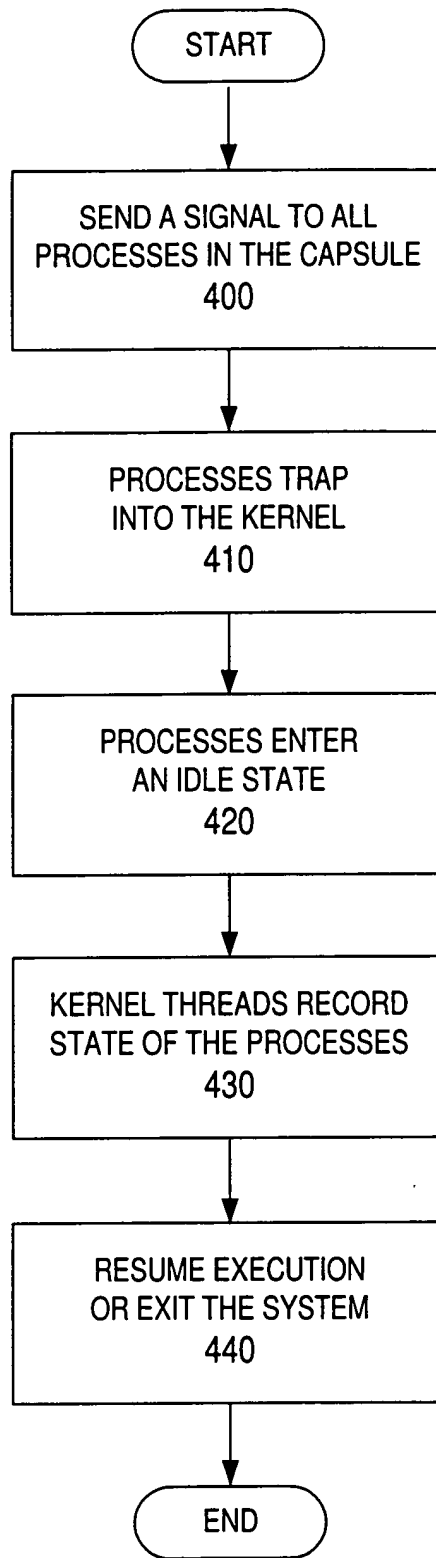 START
SEND A SIGNAL TO ALL
PROCESSES IN THE CAPSULE
400
PROCESSES TRAP
INTO THE KERNEL
410
PROCESSES ENTER
AN IDLE STATE
420
KERNEL THREADS RECORD
STATE OF THE PROCESSES
430
RESUME EXECUTION
OR EXIT THE SYSTEM
440
END